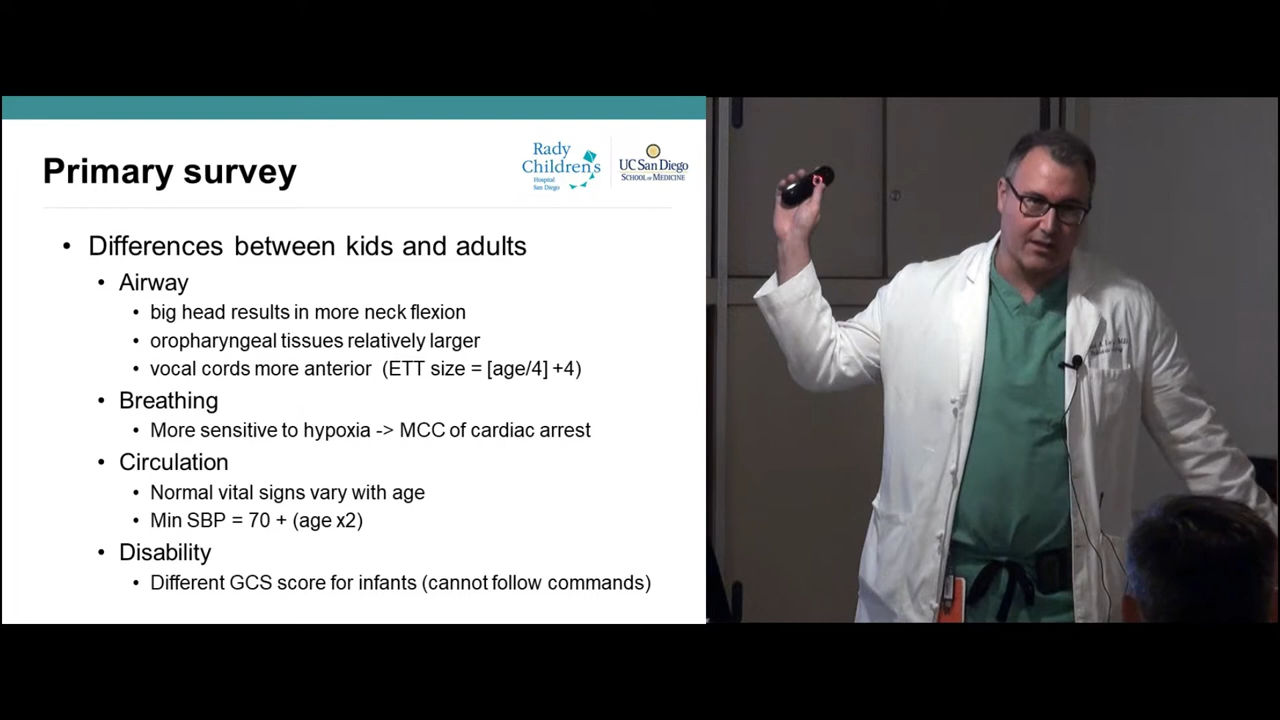 Primary survey
Rady
Children's
Hospital
San Diego
UC San Diego
SCHOOL OF MEDICINE
• Differences between kids and adults
• Airway
• big head results in more neck flexion
• oropharyngeal tissues relatively larger
• vocal cords more anterior (ETT size = [age/4] +4)
• Breathing
• More sensitive to hypoxia -> MCC of cardiac arrest
• Circulation
• Normal vital signs vary with age
• Min SBP = 70 + (age x2)
• Disability
• Different GCS score for infants (cannot follow commands)